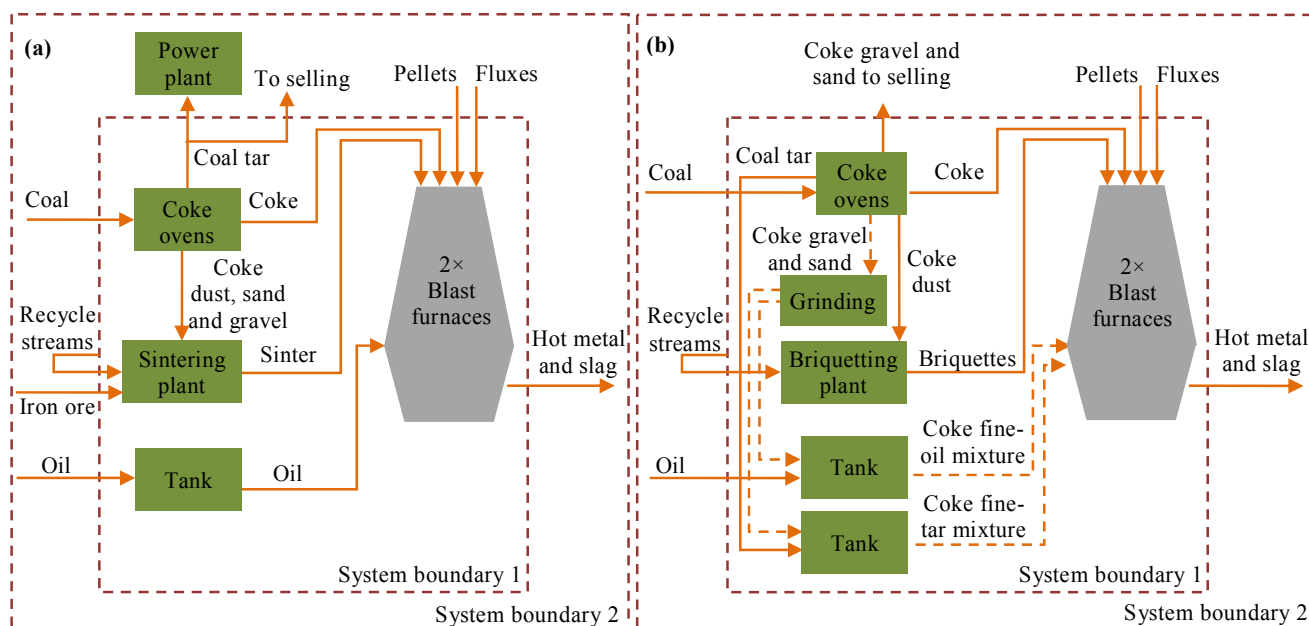 (a)
Power
plant
To selling
Pellets
Fluxes
Coal tar
Coal
Coke
ovens
Coke
Coke
dust, sand
and gravel
2×
Blast
furnaces
Recycle
streams
Sintering
plant
Sinter
Hot metal
and slag
Iron ore
Oil
Tank
Oil
System boundary 1
System boundary 2
(b)
Coke gravel and
sand to selling
Pellets
Fluxes
Coal tar
Coal
Coke
ovens
Coke
Coke gravel
and sand
Coke
dust
Grinding
2×
Blast
furnaces
Recycle
streams
Briquetting
plant
Briquettes
Hot metal
and slag
Coke fine-
oil mixture
Oil
Tank
Coke fine-
tar mixture
Tank
System boundary 1
System boundary 2